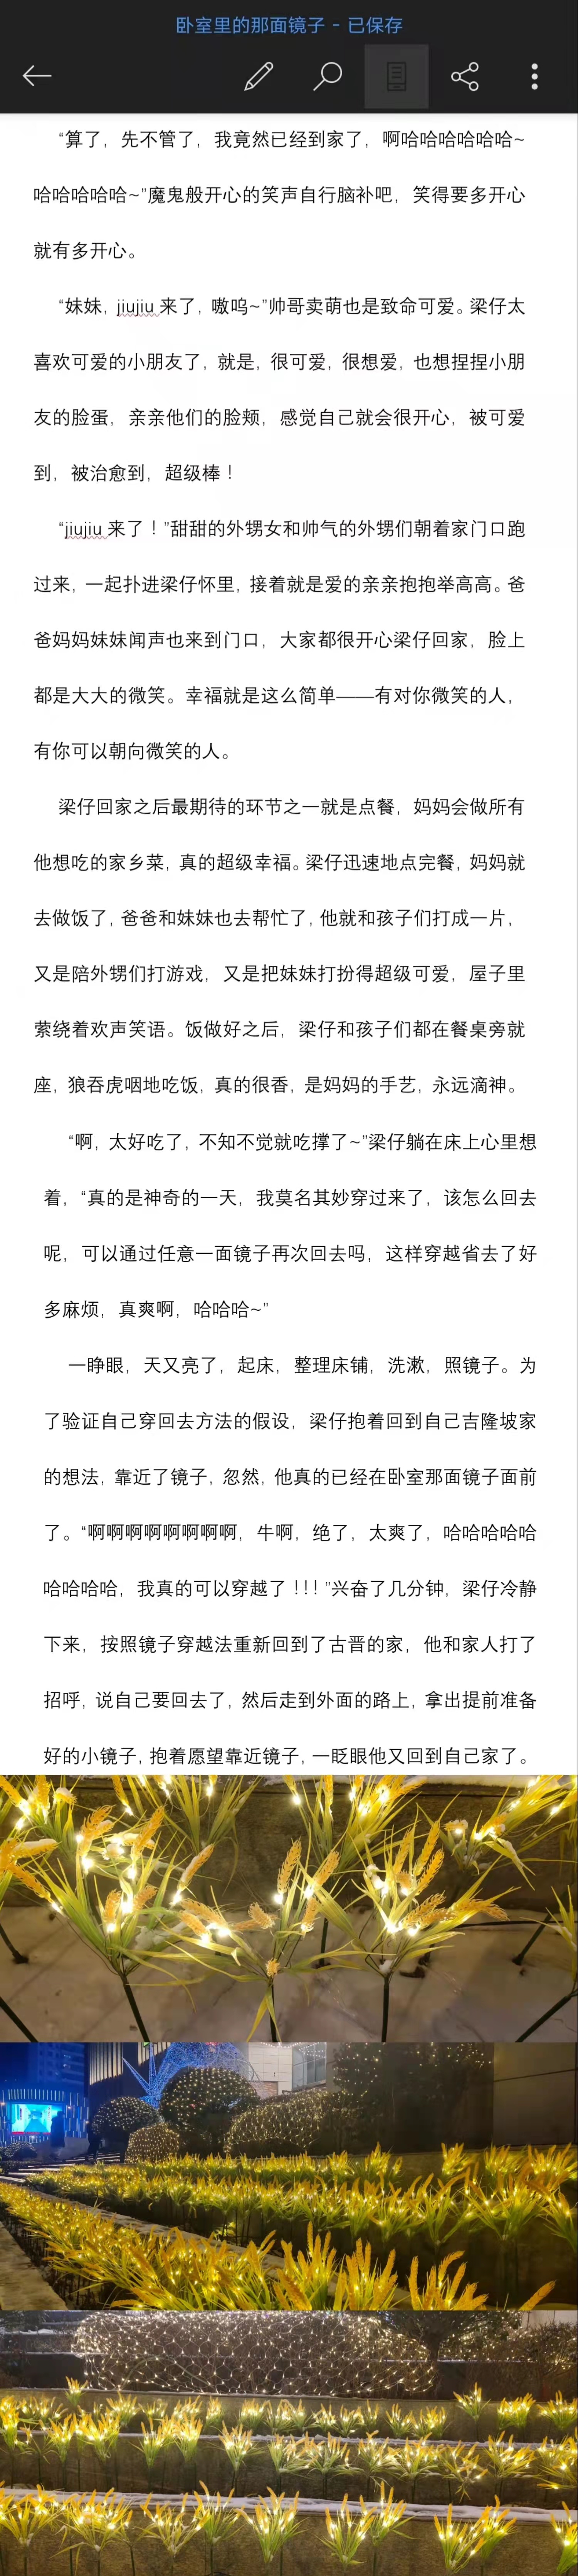 卧室里的那面镜子 - 已保存
“算了，先不管了，我竟然已经到家了，啊哈哈哈哈哈哈~
哈哈哈哈哈~”魔鬼般开心的笑声自行脑补吧，笑得要多开心
就有多开心。
“妹妹，jiujiu 来了，嗷呜~”帅哥卖萌也是致命可爱。梁仔太
喜欢可爱的小朋友了，就是，很可爱，很想爱，也想捏捏小朋
友的脸蛋，亲亲他们的脸颊，感觉自己就会很开心，被可爱
到，被治愈到，超级棒！
“jiujiu 来了！”甜甜的外甥女和帅气的外甥们朝着家门口跑
过来，一起扑进梁仔怀里，接着就是爱的亲亲抱抱举高高。爸
爸妈妈妹妹闻声也来到门口，大家都很开心梁仔回家，脸上
都是大大的微笑。幸福就是这么简单——有对你微笑的人，
有你可以朝向微笑的人。
梁仔回家之后最期待的环节之一就是点餐，妈妈会做所有
他想吃的家乡菜，真的超级幸福。梁仔迅速地点完餐，妈妈就
去做饭了，爸爸和妹妹也去帮忙了，他就和孩子们打成一片，
又是陪外甥们打游戏，又是把妹妹打扮得超级可爱，屋子里
萦绕着欢声笑语。饭做好之后，梁仔和孩子们都在餐桌旁就
座，狼吞虎咽地吃饭，真的很香，是妈妈的手艺，永远滴神。
“啊，太好吃了，不知不觉就吃撑了~”梁仔躺在床上心里想
着，“真的是神奇的一天，我莫名其妙穿过来了，该怎么回去
呢，可以通过任意一面镜子再次回去吗，这样穿越省去了好
多麻烦，真爽啊，哈哈哈~”
一睁眼，天又亮了，起床，整理床铺，洗漱，照镜子。为
了验证自己穿回去方法的假设，梁仔抱着回到自己吉隆坡家
的想法，靠近了镜子，忽然，他真的已经在卧室那面镜子面前
了。“啊啊啊啊啊啊啊啊，牛啊，绝了，太爽了，哈哈哈哈哈
哈哈哈哈，我真的可以穿越了！！！”兴奋了几分钟，梁仔冷静
下来，按照镜子穿越法重新回到了古晋的家，他和家人打了
招呼，说自己要回去了，然后走到外面的路上，拿出提前准备
好的小镜子，抱着愿望靠近镜子，一眨眼他又回到自己家了。